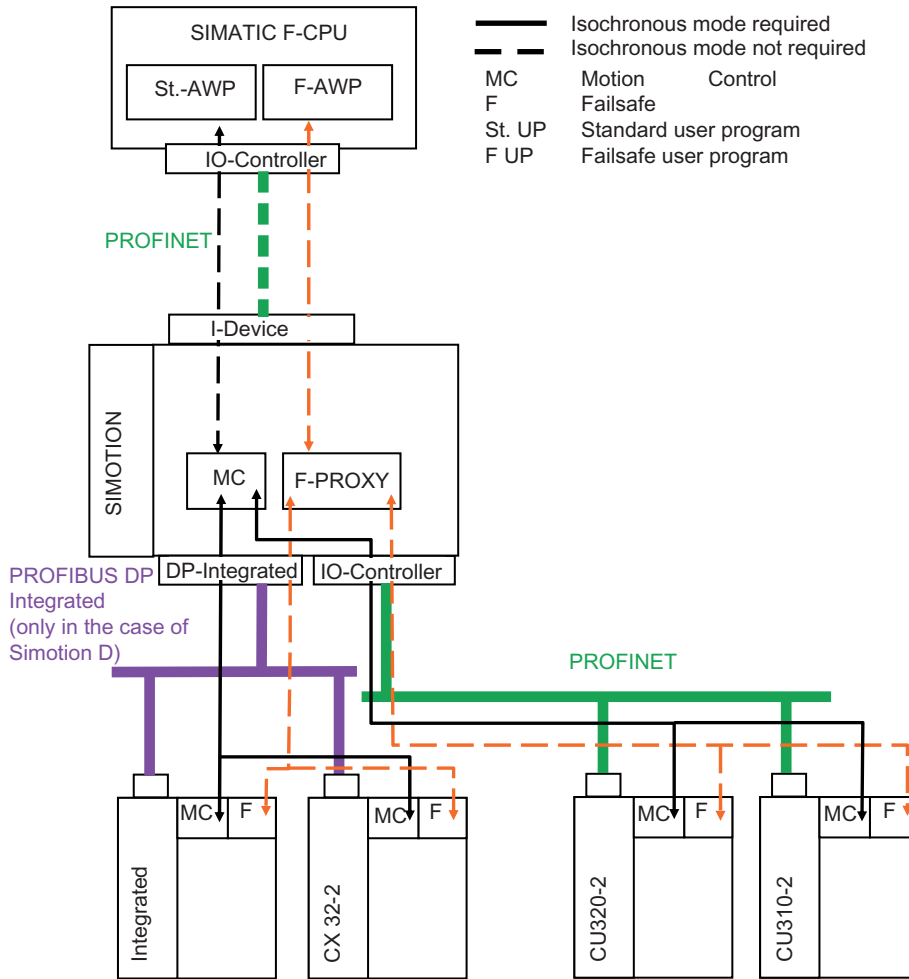 SIMATIC F-CPU
St.-AWP
F-AWP
IO-Controller
Isochronous mode required
Isochronous mode not required
MC Motion Control
F Failsafe
St. UP Standard user program
F UP Failsafe user program
PROFINET
I-Device
SIMOTION
MC
F-PROXY
DP-Integrated
IO-Controller
PROFIBUS DP
Integrated
(only in the case of
Simotion D)
PROFINET
Integrated
MC
F
CX 32-2
MC
F
CU320-2
MC
F
CU310-2
MC
F